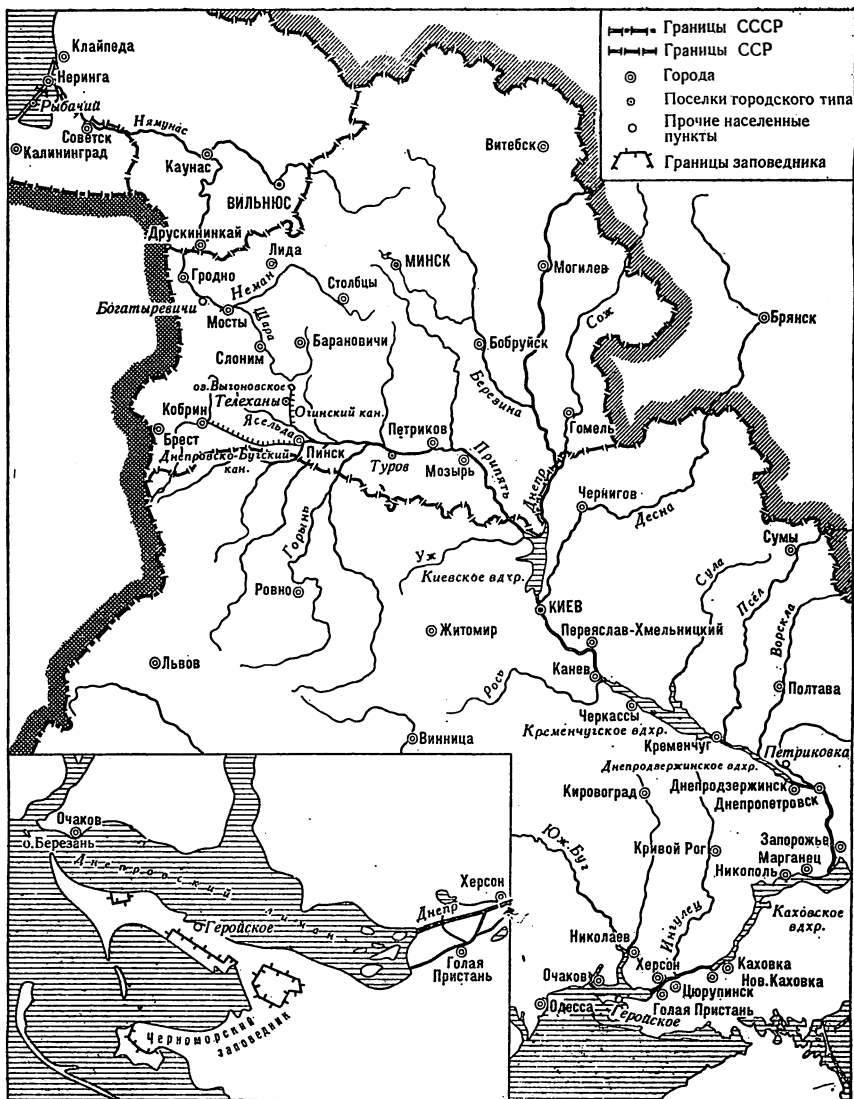 Границы СССР
Границы ССР
Города
Поселки городского типа
Прочие населенные
пункты
Границы заповедника
Клайпеда
Неринга
Рыбачий
Советск
Калининград
Нямунас
Каунас
ВИЛЬНЮС
Витебск
Друскининкай
Лида
МИНСК
Могилев
Гродно
Неман
Столбцы
Богатыревичи
Мосты
Щара
Сож
Брянск
Слоним
Барановичи
Бобруйск
Березина
оз. Выгоновское
Телеханы
Огинский кан.
Кобрин
Ясельда
Петриков
Гомель
Брест
Пинск
Туров
Мозырь
Припять
Днепровско-Бугский
кан.
Днепр
Чернигов
Десна
Горынь
Сумы
Уж
Киевское вдхр.
Сула
Псёл
Ворскла
Ровно
КИЕВ
Житомир
Переяслав-Хмельницкий
Львов
Канев
Рось
Полтава
Черкассы
Винница
Кременчугское вдхр.
Кременчуг
Петриковка
Днепродзержинское вдхр.
Кировоград
Днепродзержинск
Днепропетровск
Юж. Буг
Кривой Рог
Запорожье
Марганец
Никополь
Ингулец
Каховское
вдхр.
Николаев
Херсон
Каховка
Очаков
Нов. Каховка
Цюрупинск
Одесса
Голая Пристань
Геройское
Очаков
о. Березань
Днепровский лиман
Херсон
Днепр
Геройское
Голая
Пристань
Черноморский
заповедник